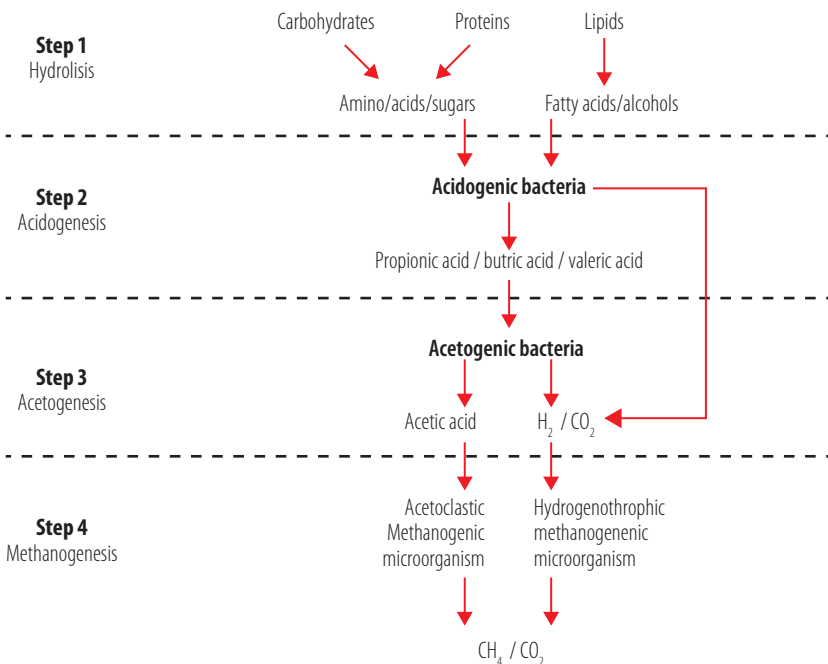 Step 1
Hydrolisis
Carbohydrates
Proteins
Lipids
Amino/acids/sugars
Fatty acids/alcohols
Step 2
Acidogenesis
Acidogenic bacteria
Propionic acid / butric acid / valeric acid
Step 3
Acetogenesis
Acetogenic bacteria
Acetic acid
H₂ / CO₂
Step 4
Methanogenesis
Acetoclastic
Methanogenic
microorganism
Hydrogenothrophic
methanogenenic
microorganism
CH₄ / CO₂